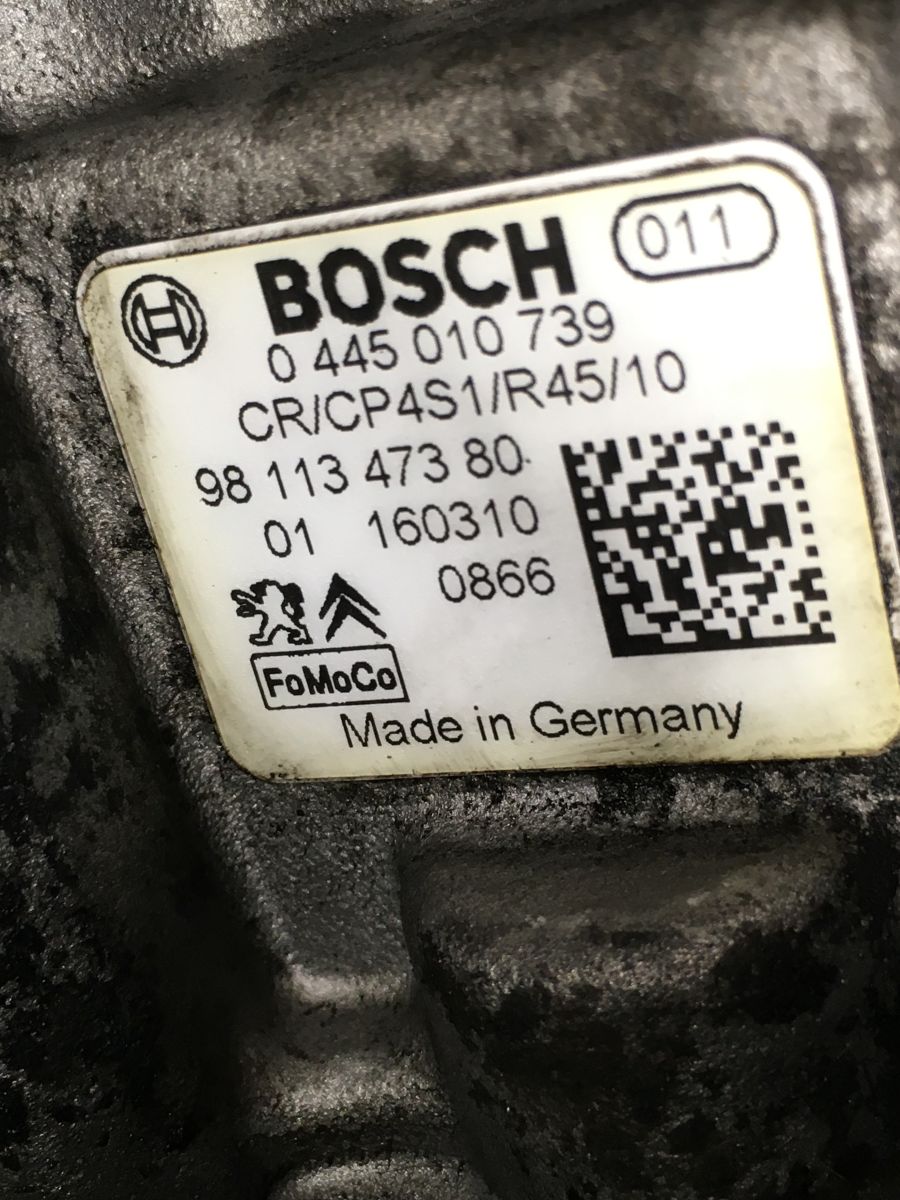 BOSCH 011
0 445 010 739
CR/CP4S1/R45/10
98 113 473 80
01 160310
0866
FoMoCo
Made in Germany